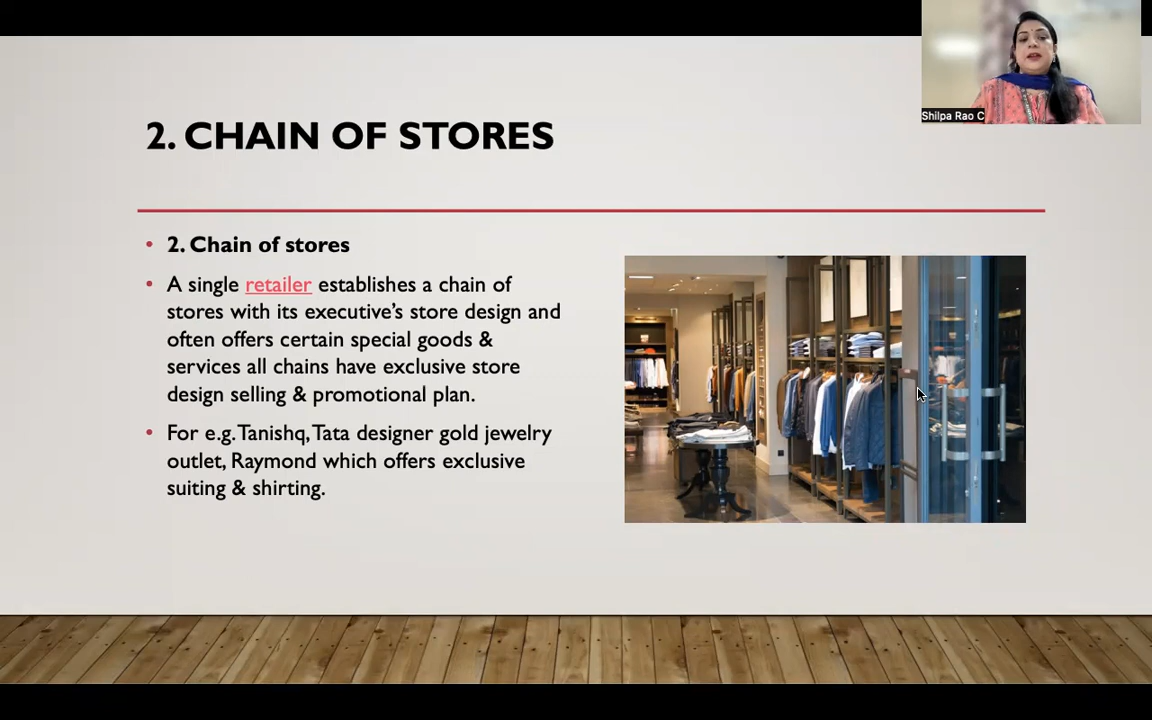 2. CHAIN OF STORES
Shilpa Rao C
• 2. Chain of stores
• A single retailer establishes a chain of
stores with its executive’s store design and
often offers certain special goods &
services all chains have exclusive store
design selling & promotional plan.
• For e.g. Tanishq, Tata designer gold jewelry
outlet, Raymond which offers exclusive
suiting & shirting.